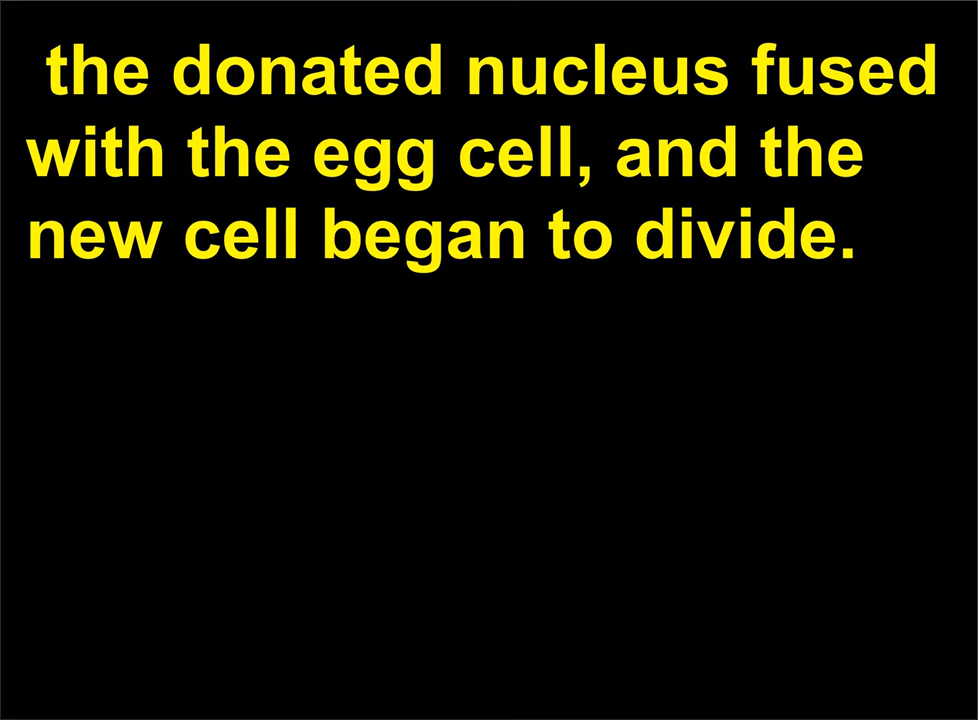 the donated nucleus fused
with the egg cell, and the
new cell began to divide.